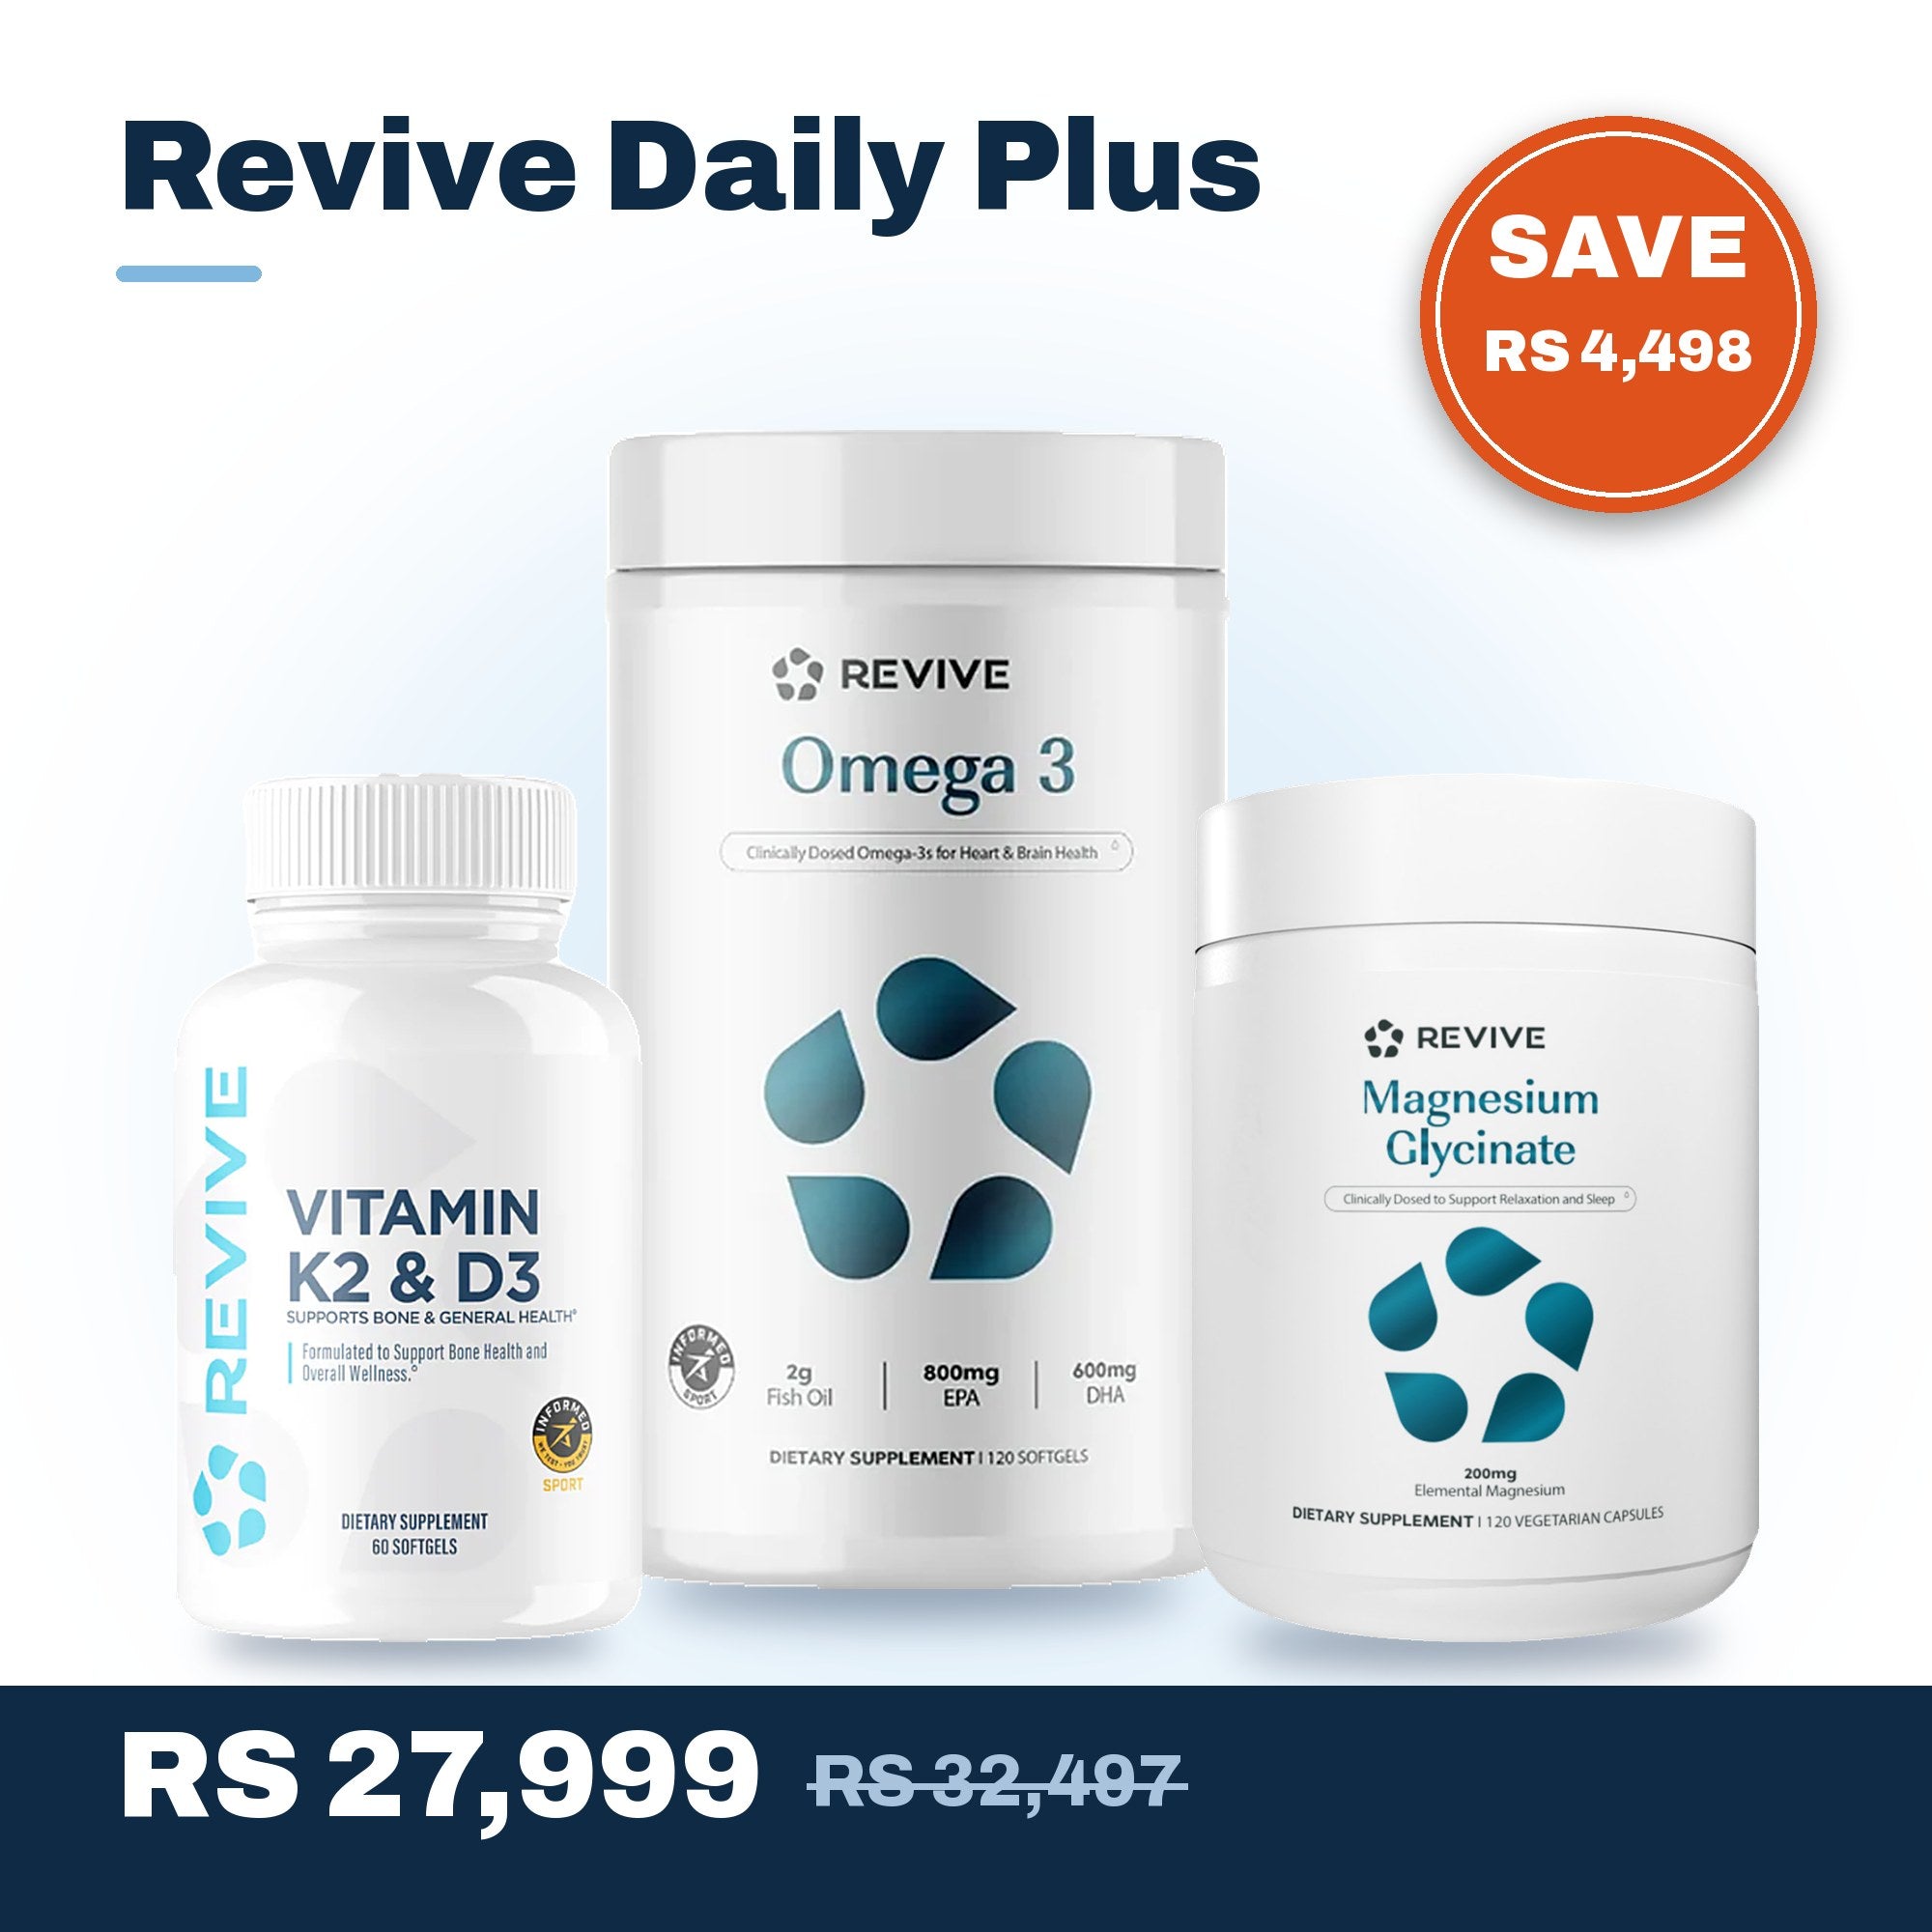 Revive Daily Plus
SAVE
RS 4,498
REVIVE
Omega 3
Clinically Dosed Omega-3s for Heart & Brain Health
INFORMED
SPORT
2g
Fish Oil
800mg
EPA
600mg
DHA
DIETARY SUPPLEMENT | 120 SOFTGELS
REVIVE
VITAMIN
K2 & D3
SUPPORTS BONE & GENERAL HEALTH°
Formulated to Support Bone Health and
Overall Wellness.°
INFORMED
WE TEST · YOU TRUST
SPORT
DIETARY SUPPLEMENT
60 SOFTGELS
REVIVE
Magnesium
Glycinate
Clinically Dosed to Support Relaxation and Sleep
200mg
Elemental Magnesium
DIETARY SUPPLEMENT | 120 VEGETARIAN CAPSULES
RS 27,999
RS 32,497